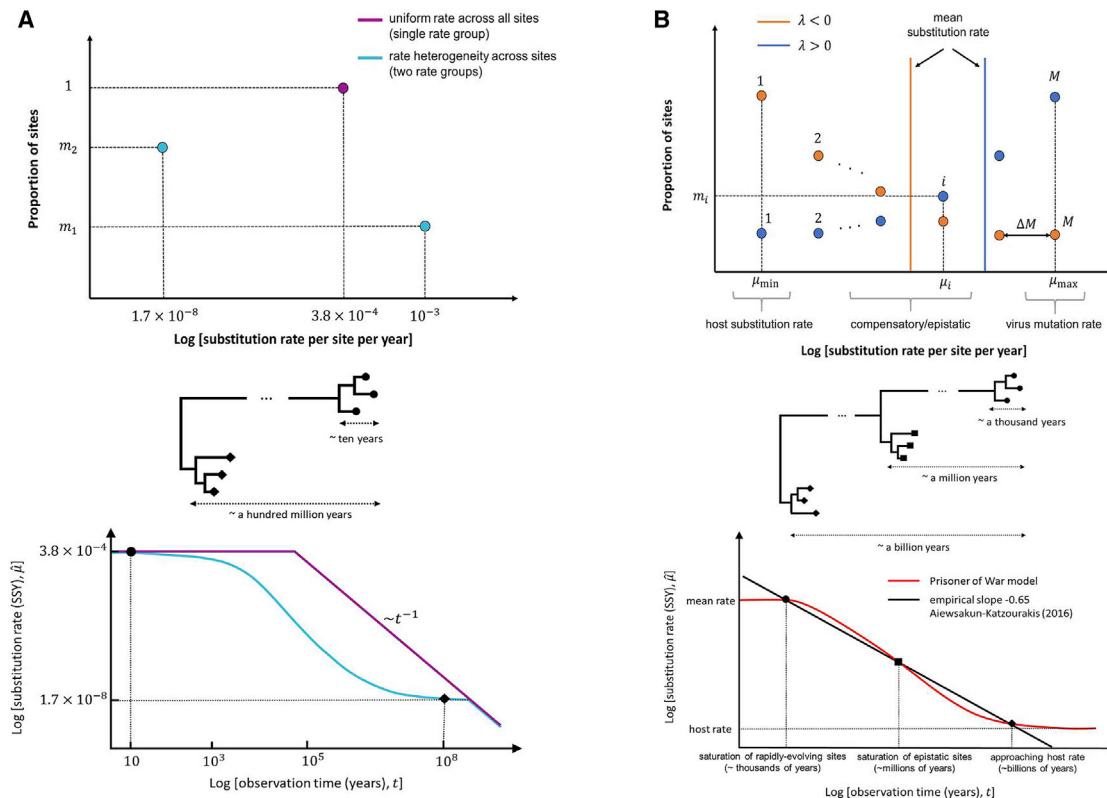 A
uniform rate across all sites
(single rate group)
rate heterogeneity across sites
(two rate groups)
Proportion of sites
1
m₂
m₁
1.7 × 10⁻⁸
3.8 × 10⁻⁴
10⁻³
Log [substitution rate per site per year]
...
~ ten years
~ a hundred million years
Log [substitution rate (SSY), μ̂]
3.8 × 10⁻⁴
1.7 × 10⁻⁸
~t⁻¹
10
10³
10⁵
10⁸
Log [observation time (years), t]
B
λ < 0
λ > 0
mean
substitution rate
Proportion of sites
1
2
M
i
mᵢ
1
2
ΔM
M
μmin
μᵢ
μmax
host substitution rate
compensatory/epistatic
virus mutation rate
Log [substitution rate per site per year]
...
~ a thousand years
...
~ a million years
~ a billion years
Log [substitution rate (SSY), μ̂]
Prisoner of War model
empirical slope -0.65
Aiewsakun-Katzourakis (2016)
mean rate
host rate
saturation of rapidly-evolving sites
(~ thousands of years)
saturation of epistatic sites
(~millions of years)
approaching host rate
(~billions of years)
Log [observation time (years), t]